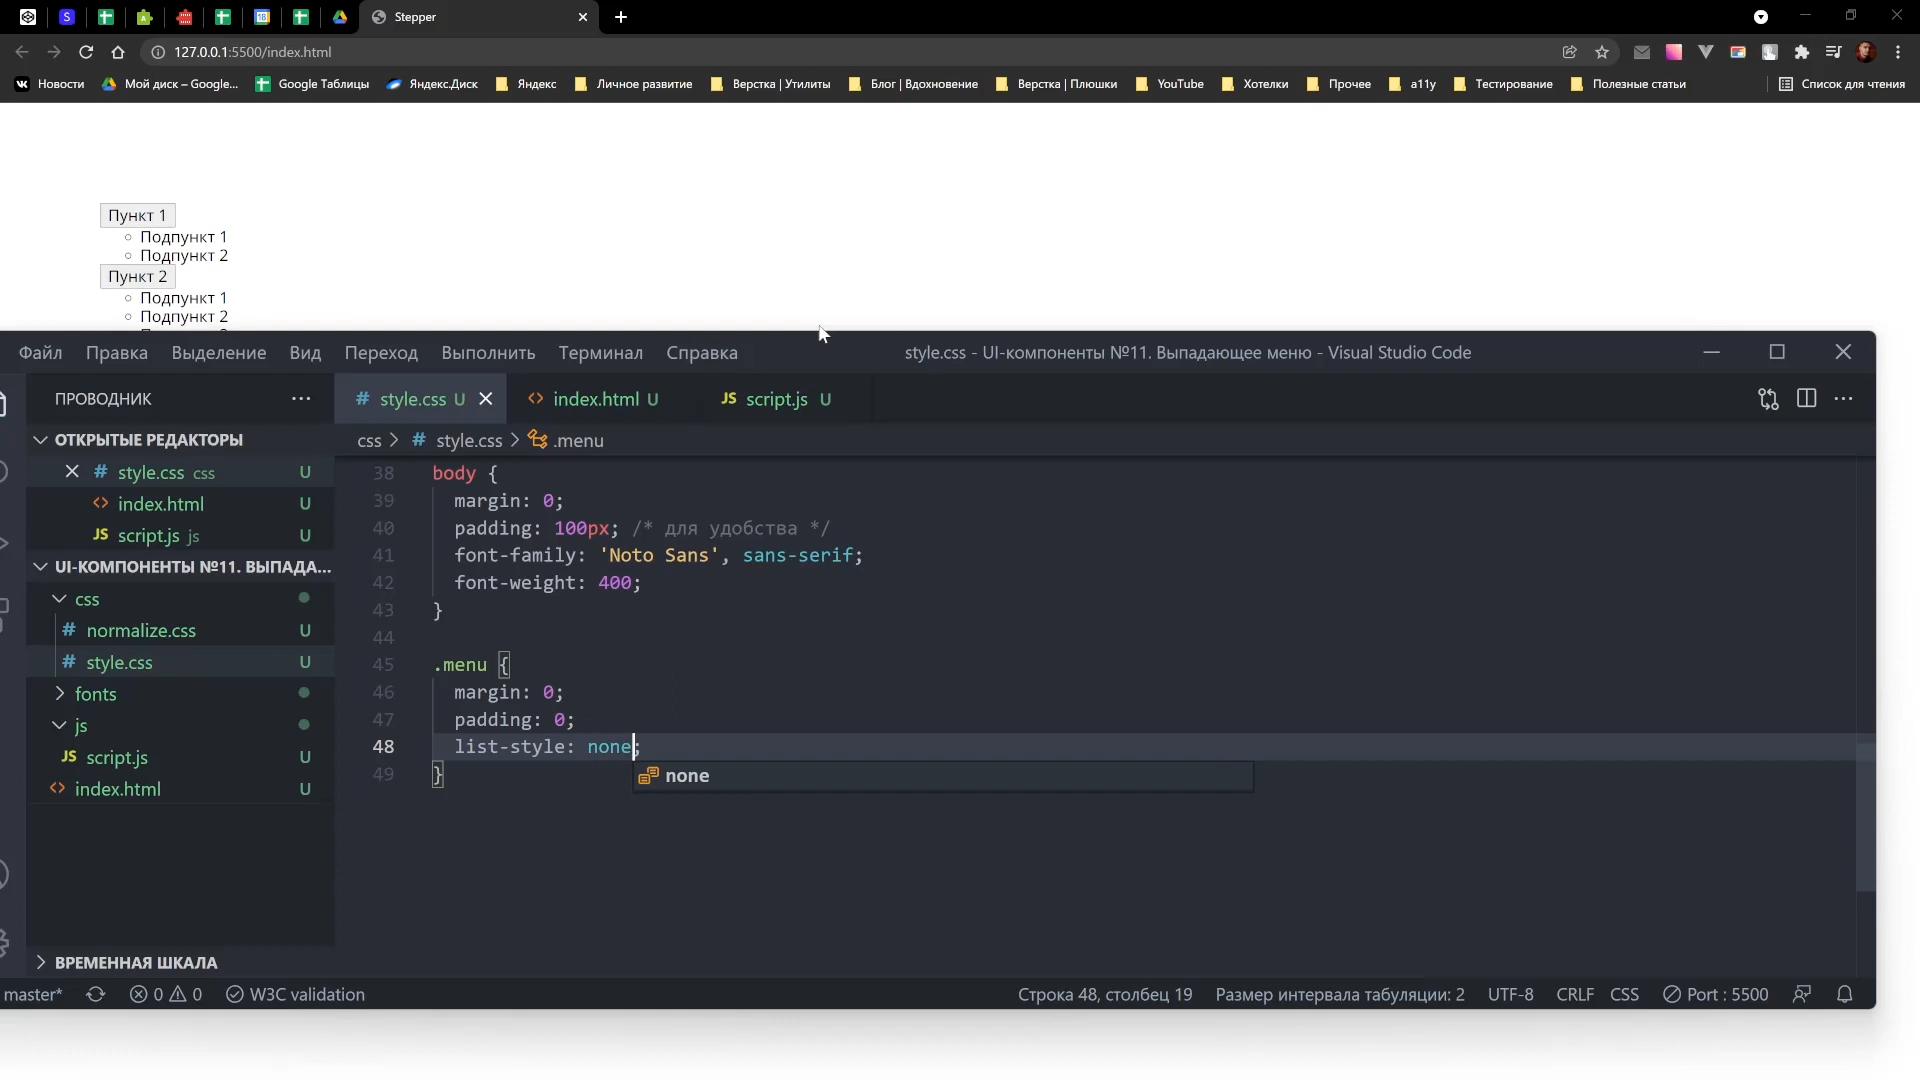 Stepper
127.0.0.1:5500/index.html
Новости Мой диск – Google... Google Таблицы Яндекс.Диск Яндекс Личное развитие Верстка | Утилиты Блог | Вдохновение Верстка | Плюшки YouTube Хотелки Прочее a11y Тестирование Полезные статьи Список для чтения
Пункт 1
Подпункт 1
Подпункт 2
Пункт 2
Подпункт 1
Подпункт 2
Файл Правка Выделение Вид Переход Выполнить Терминал Справка style.css - UI-компоненты №11. Выпадающее меню - Visual Studio Code
ПРОВОДНИК ... # style.css U <> index.html U JS script.js U
ОТКРЫТЫЕ РЕДАКТОРЫ
css > # style.css > .menu
# style.css css U
<> index.html U
JS script.js js U
UI-КОМПОНЕНТЫ №11. ВЫПАДА...
css
# normalize.css U
# style.css U
fonts
js
JS script.js U
<> index.html U
ВРЕМЕННАЯ ШКАЛА
38 body {
39 margin: 0;
40 padding: 100px; /* для удобства */
41 font-family: 'Noto Sans', sans-serif;
42 font-weight: 400;
43 }
44
45 .menu {
46 margin: 0;
47 padding: 0;
48 list-style: none;
49 }
none
master* 0 0 W3C validation Строка 48, столбец 19 Размер интервала табуляции: 2 UTF-8 CRLF CSS Port : 5500